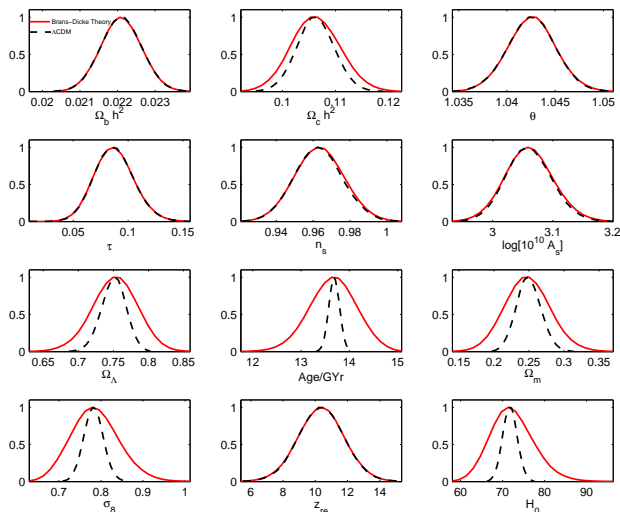 Brans−Dicke Theory
ΛCDM
1
0.5
0
0.02 0.021 0.022 0.023
Ω_b h^2
1
0.5
0
0.1 0.11 0.12
Ω_c h^2
1
0.5
0
1.035 1.04 1.045 1.05
θ
1
0.5
0
0.05 0.1 0.15
τ
1
0.5
0
0.94 0.96 0.98 1
n_s
1
0.5
0
3 3.1 3.2
log[10^10 A_s]
1
0.5
0
0.65 0.7 0.75 0.8 0.85
Ω_Λ
1
0.5
0
12 13 14 15
Age/GYr
1
0.5
0
0.15 0.2 0.25 0.3 0.35
Ω_m
1
0.5
0
0.7 0.8 0.9 1
σ_8
1
0.5
0
6 8 10 12 14
z_re
1
0.5
0
60 70 80 90
H_0